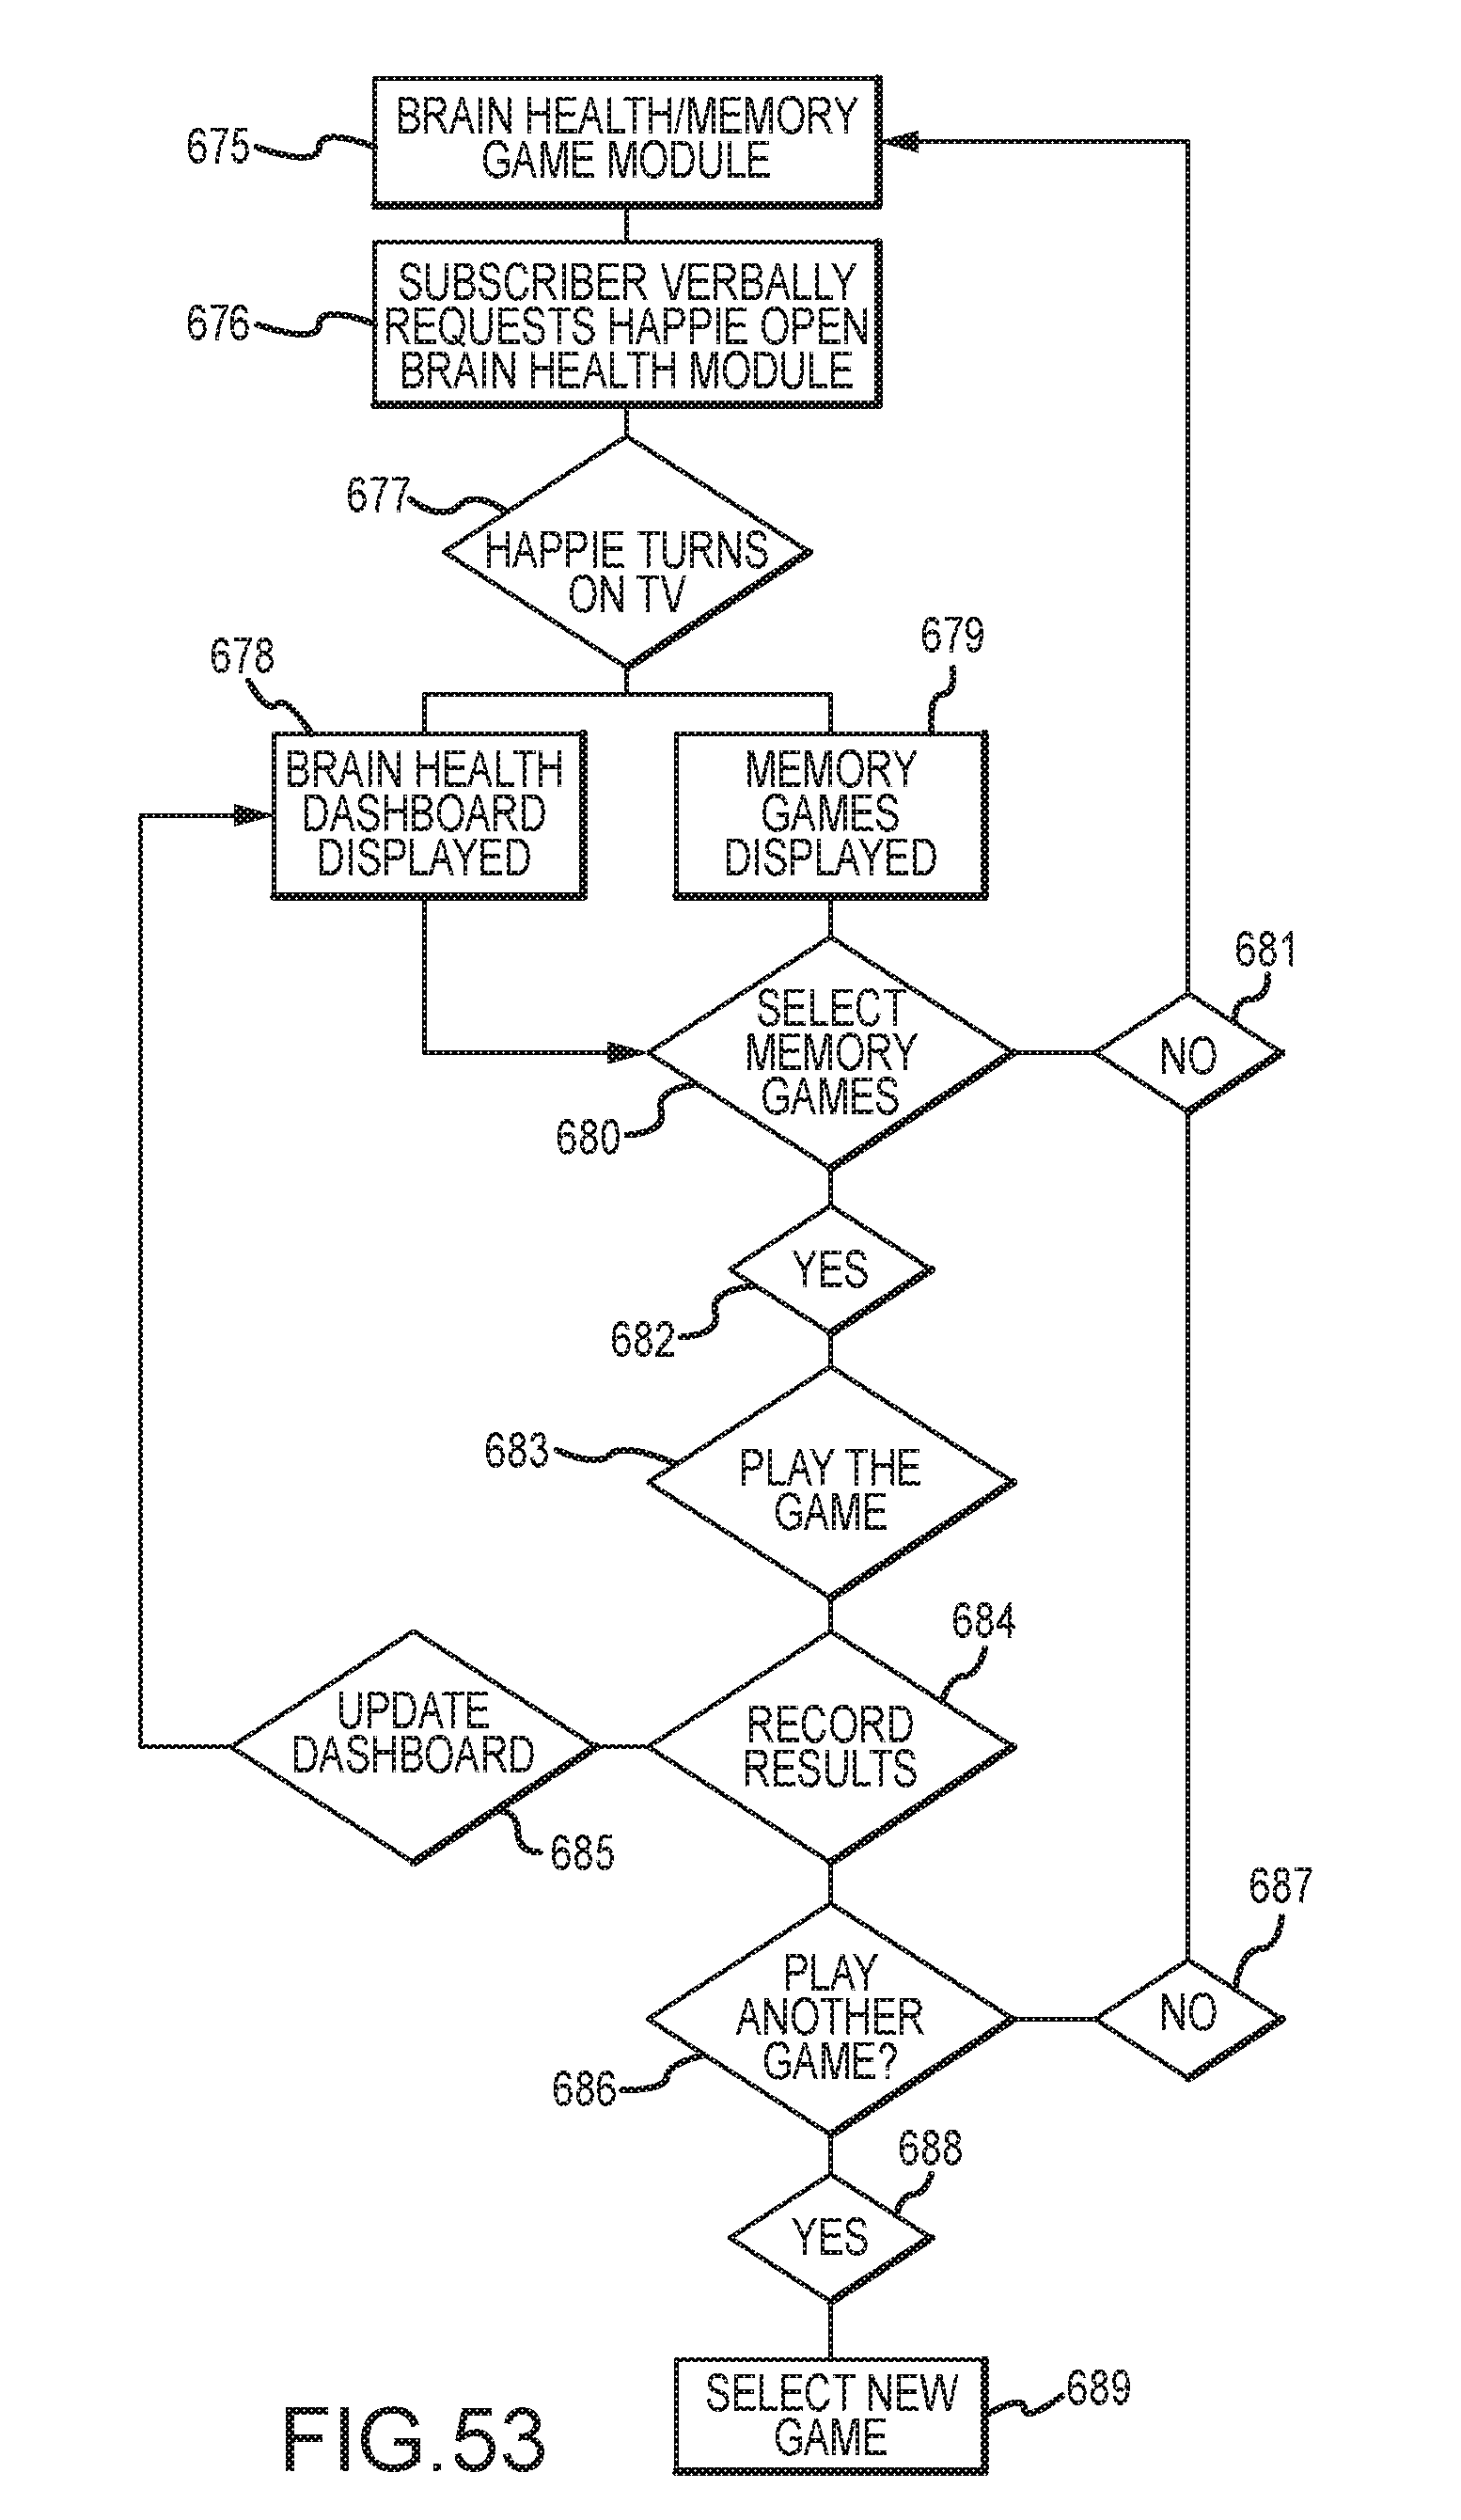 675
BRAIN HEALTH/MEMORY
GAME MODULE
676
SUBSCRIBER VERBALLY
REQUESTS HAPPIE OPEN
BRAIN HEALTH MODULE
677
HAPPIE TURNS
ON TV
678
679
BRAIN HEALTH
DASHBOARD
DISPLAYED
MEMORY
GAMES
DISPLAYED
681
SELECT
MEMORY
GAMES
NO
680
YES
682
683
PLAY THE
GAME
684
UPDATE
DASHBOARD
RECORD
RESULTS
685
687
PLAY
ANOTHER
GAME?
NO
686
688
YES
SELECT NEW
GAME
689
FIG.53